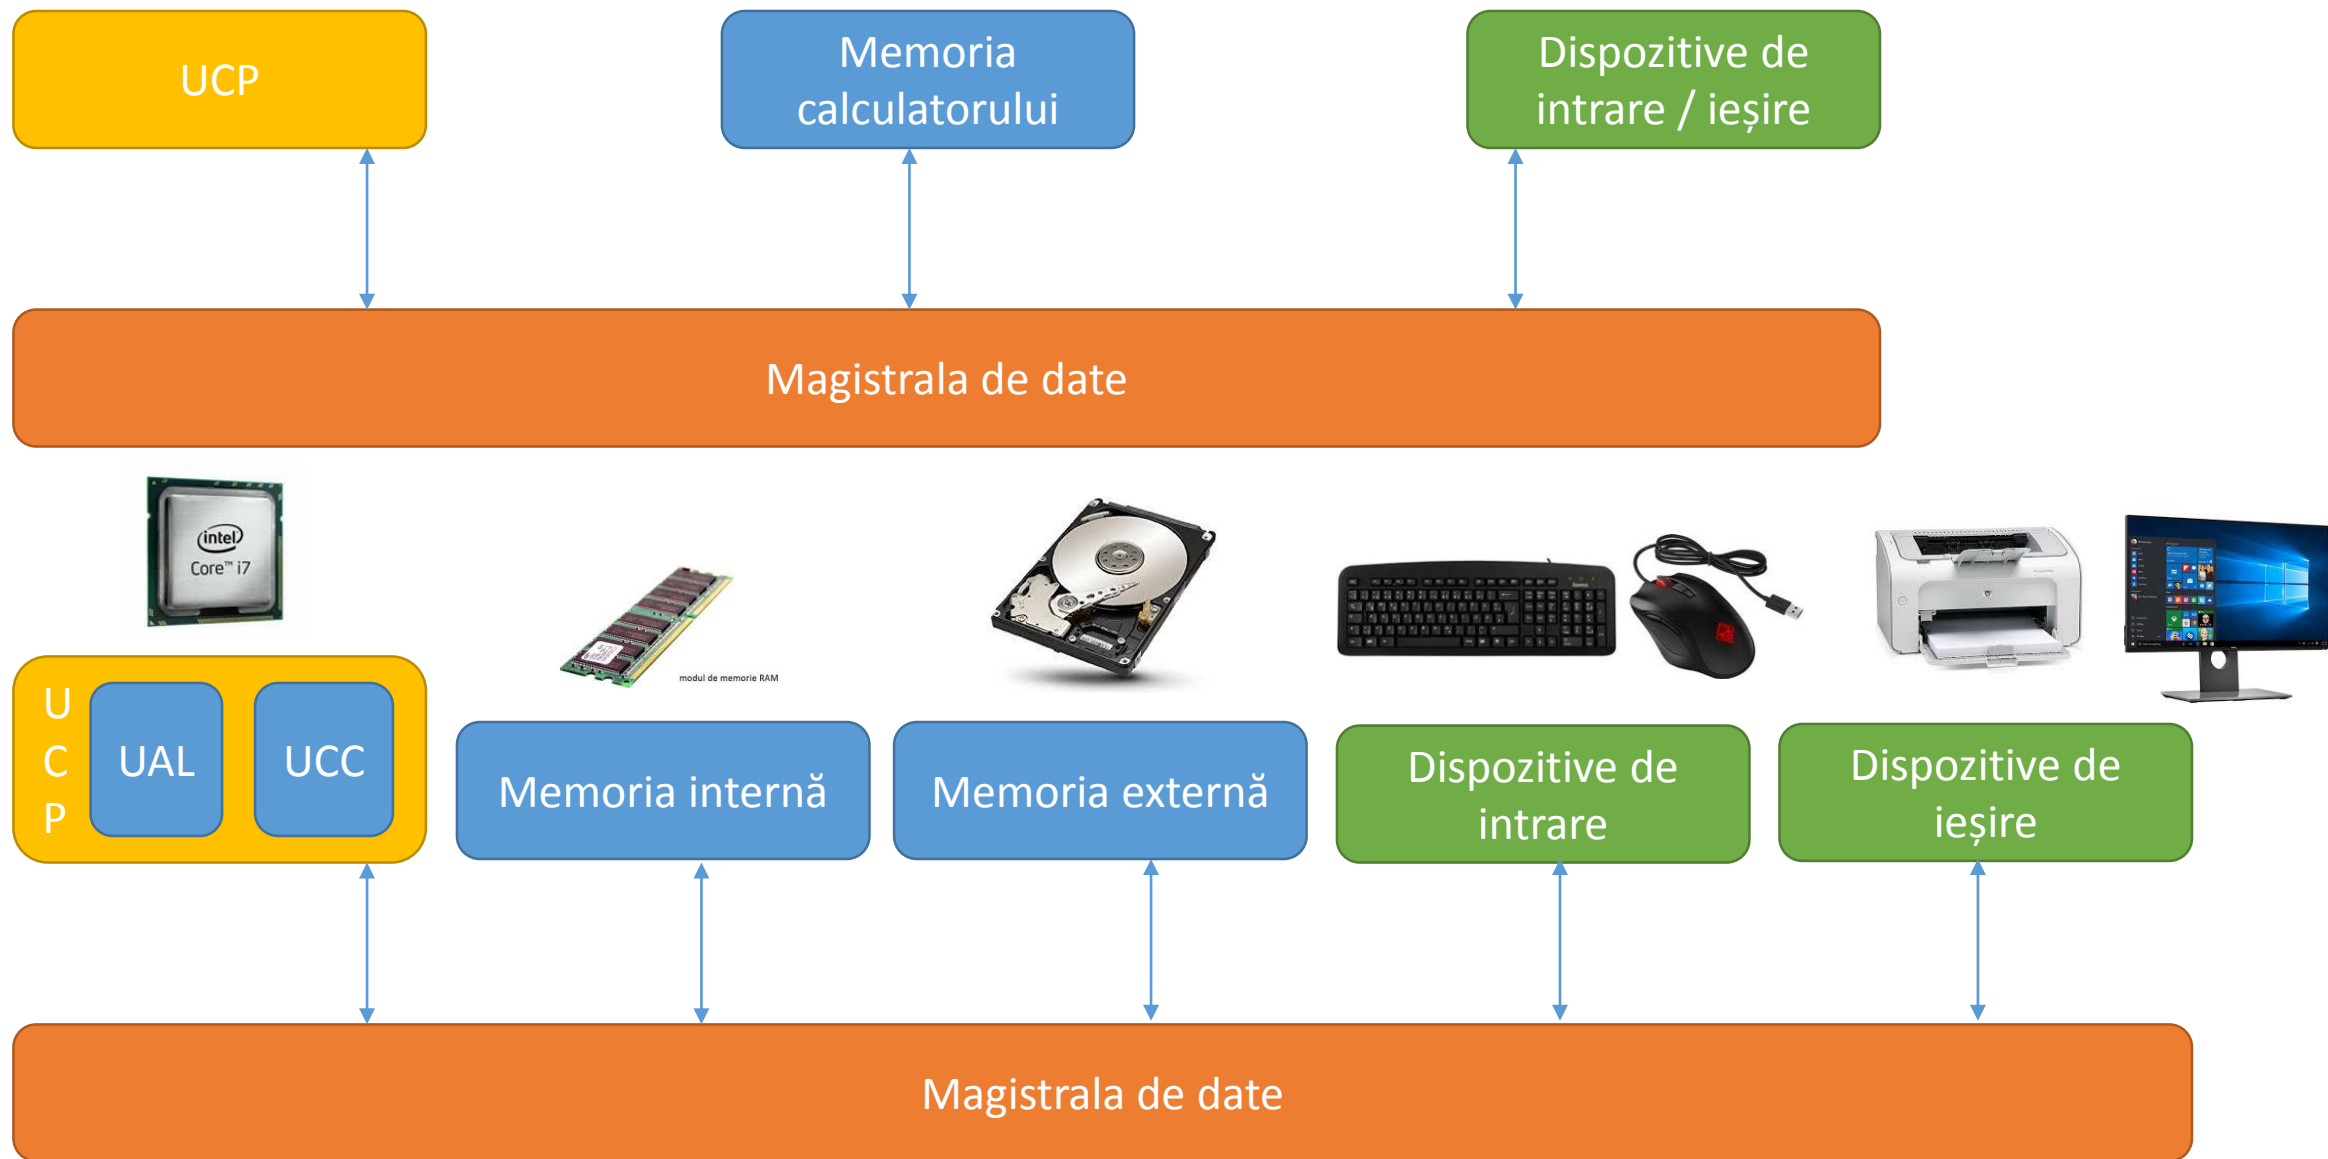 UCP
Memoria
calculatorului
Dispozitive de
intrare / ieșire
Magistrala de date
intel
Core™ i7
modul de memorie RAM
U
C
P
UAL
UCC
Memoria internă
Memoria externă
Dispozitive de
intrare
Dispozitive de
ieșire
Magistrala de date